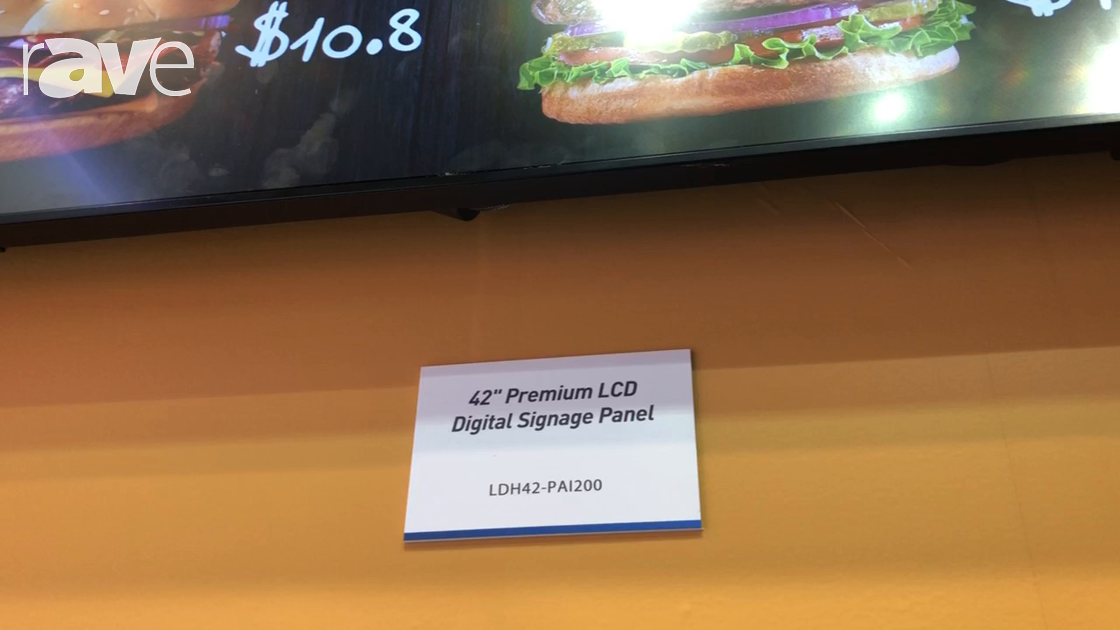 rave
$10.8
42" Premium LCD
Digital Signage Panel
LDH42-PAI200